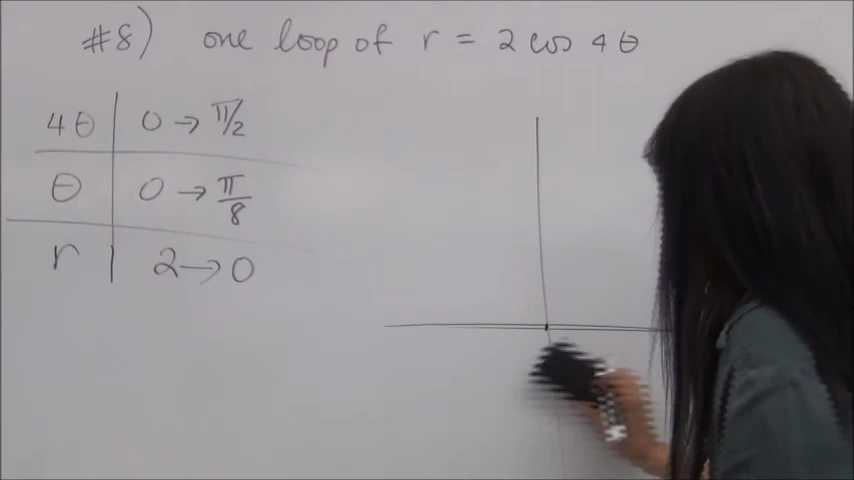 #8) one loop of r = 2 cos 4θ
4θ 0 → π/2
θ 0 → π/8
r 2 → 0